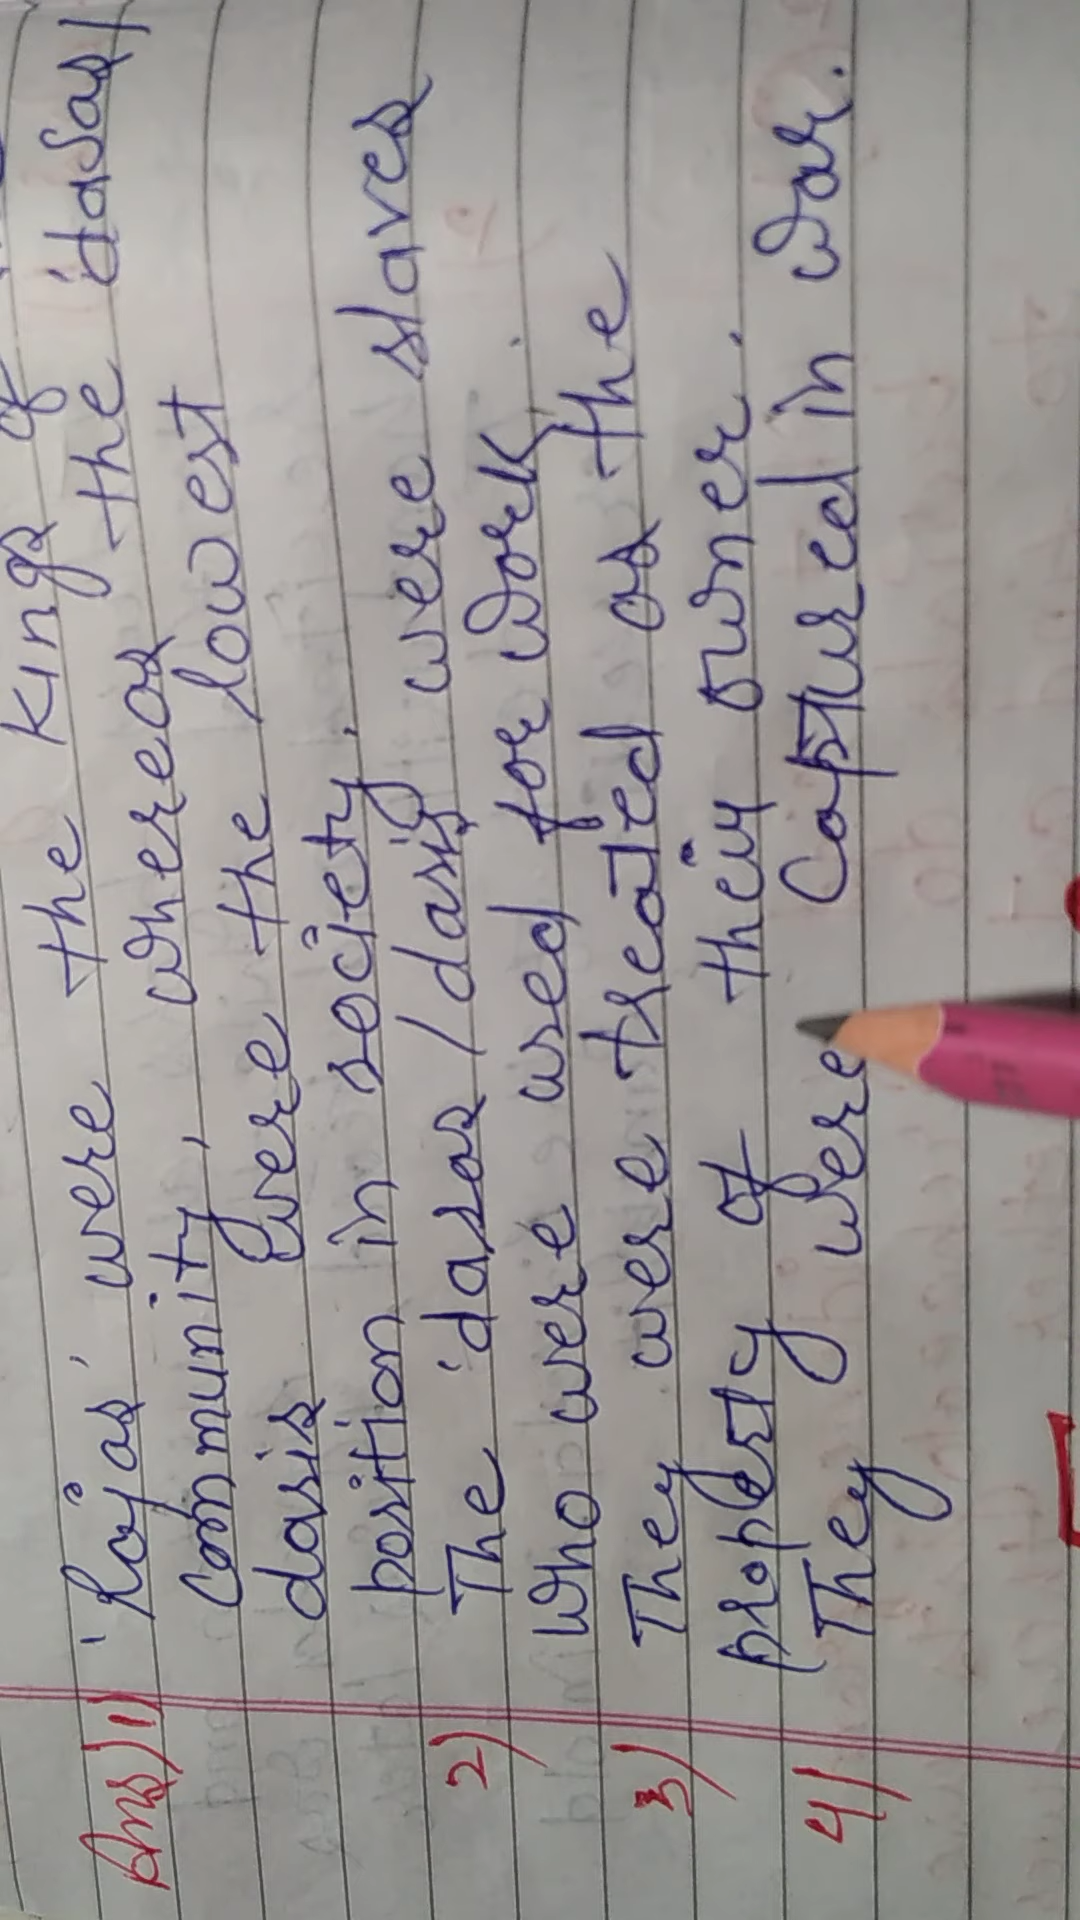 Ans)1) 'Rajas' were the kings of
community, whereas the 'dasas/
dasis were the lowest
position in society.
2) The 'dasas/dasis were slaves
who were used for work.
3) They were treated as the
property of their owner.
4) They were captured in war.